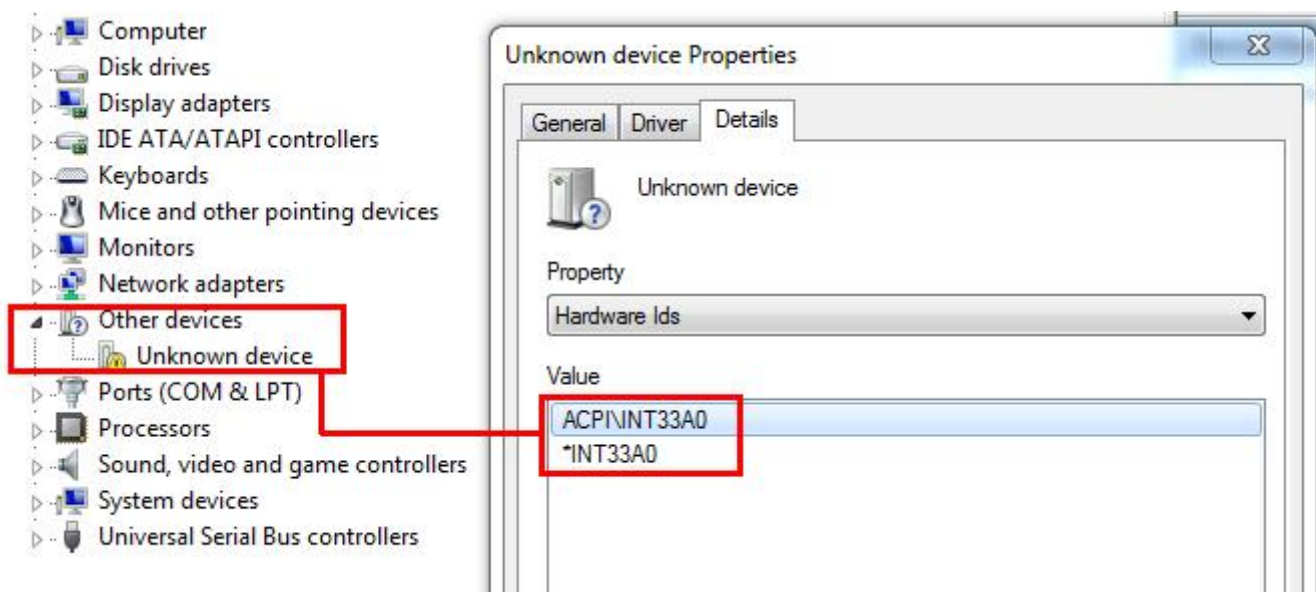 Computer
Disk drives
Display adapters
IDE ATA/ATAPI controllers
Keyboards
Mice and other pointing devices
Monitors
Network adapters
Other devices
Unknown device
Ports (COM & LPT)
Processors
Sound, video and game controllers
System devices
Universal Serial Bus controllers
Unknown device Properties
General Driver Details
Unknown device
Property
Hardware Ids
Value
ACPI\INT33A0
*INT33A0